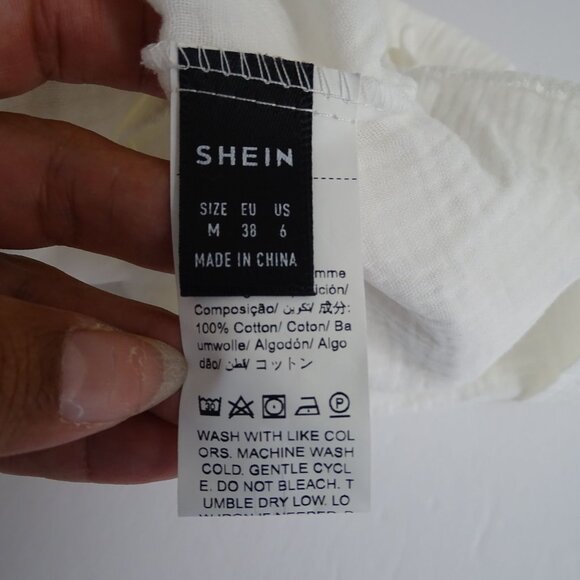 SHEIN
SIZE EU US
M 38 6
MADE IN CHINA
Composição/ تكوين/ 成分:
100% Cotton/ Coton/ Ba
umwolle/ Algodón/ Algo
dão/ قطن/ コットン
WASH WITH LIKE COL
ORS. MACHINE WASH
COLD. GENTLE CYCL
E. DO NOT BLEACH. T
UMBLE DRY LOW. LO